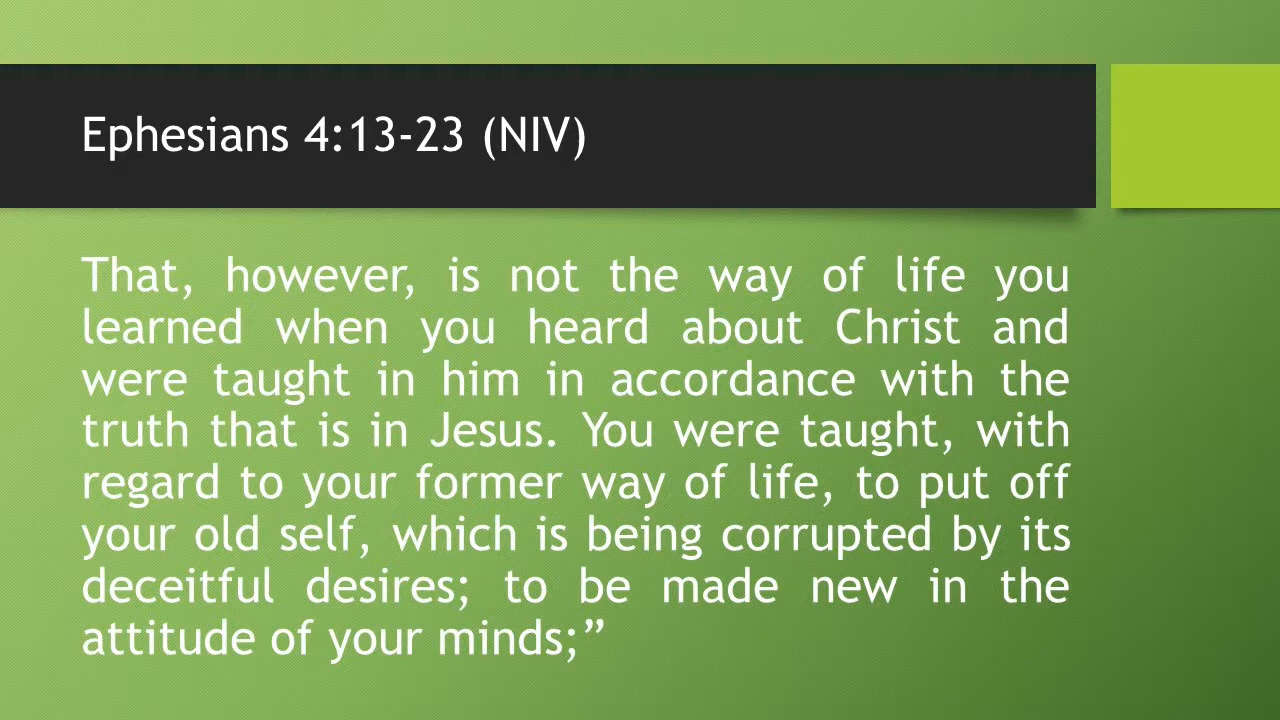 Ephesians 4:13-23 (NIV)
That, however, is not the way of life you
learned when you heard about Christ and
were taught in him in accordance with the
truth that is in Jesus. You were taught, with
regard to your former way of life, to put off
your old self, which is being corrupted by its
deceitful desires; to be made new in the
attitude of your minds;”